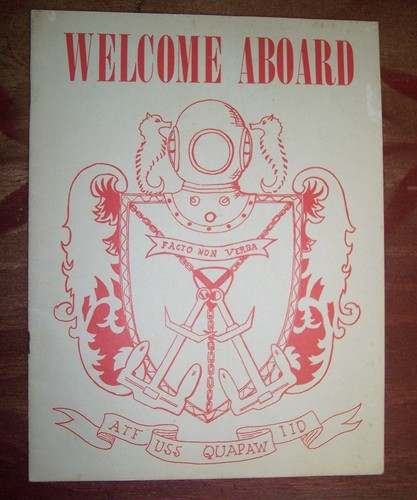 WELCOME ABOARD
FACTO NON VERBA
ATF USS QUAPAW 110